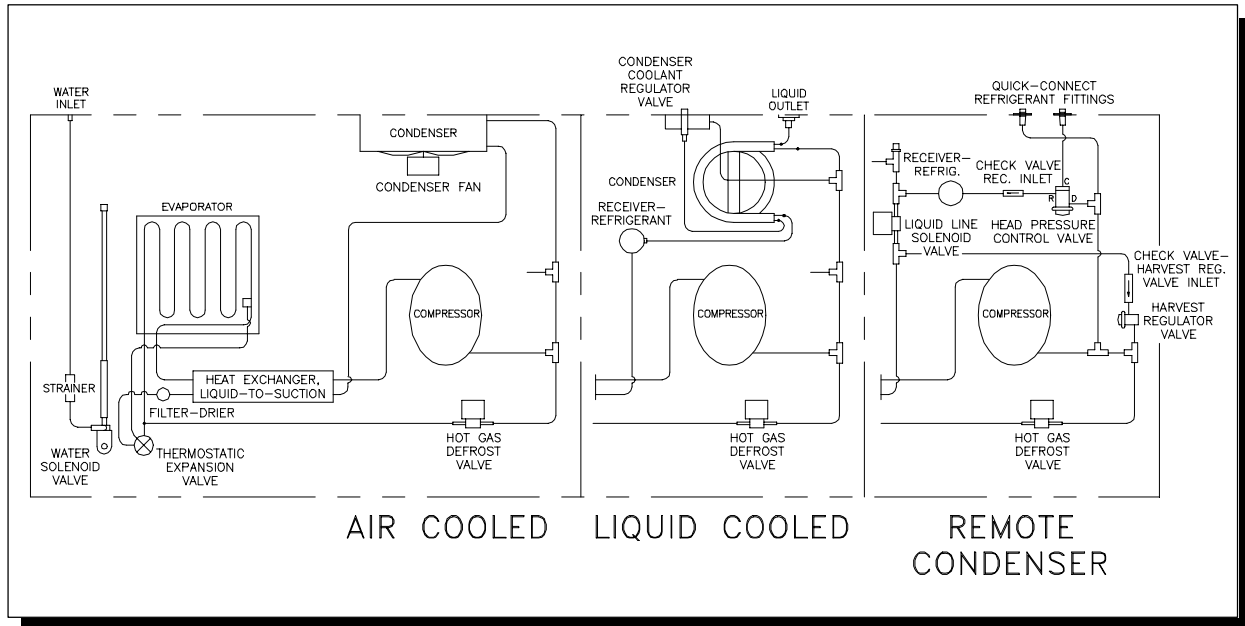 WATER
INLET
CONDENSER
CONDENSER FAN
EVAPORATOR
COMPRESSOR
HEAT EXCHANGER,
LIQUID-TO-SUCTION
STRAINER
FILTER-DRIER
WATER
SOLENOID
VALVE
THERMOSTATIC
EXPANSION
VALVE
HOT GAS
DEFROST
VALVE
AIR COOLED
CONDENSER
COOLANT
REGULATOR
VALVE
LIQUID
OUTLET
CONDENSER
RECEIVER-
REFRIGERANT
COMPRESSOR
HOT GAS
DEFROST
VALVE
LIQUID COOLED
QUICK-CONNECT
REFRIGERANT FITTINGS
RECEIVER-
REFRIG.
CHECK VALVE
REC. INLET
C
R
D
LIQUID LINE
SOLENOID
VALVE
HEAD PRESSURE
CONTROL VALVE
CHECK VALVE-
HARVEST REG.
VALVE INLET
HARVEST
REGULATOR
VALVE
COMPRESSOR
HOT GAS
DEFROST
VALVE
REMOTE
CONDENSER